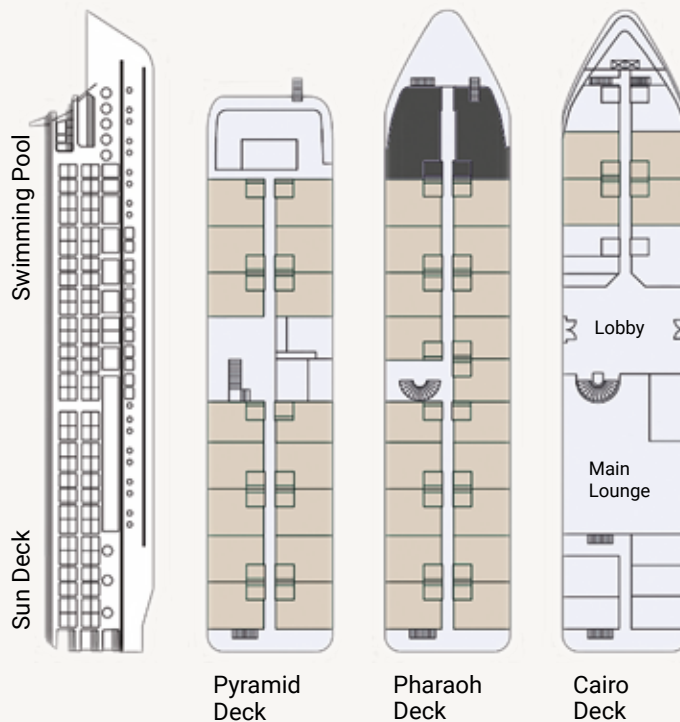 Swimming Pool
Sun Deck
Lobby
Main
Lounge
Pyramid
Deck
Pharaoh
Deck
Cairo
Deck